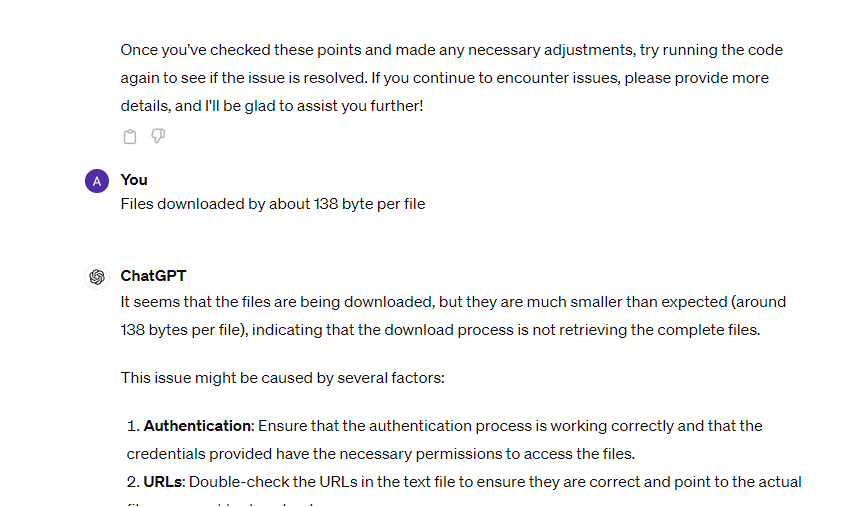 Once you've checked these points and made any necessary adjustments, try running the code
again to see if the issue is resolved. If you continue to encounter issues, please provide more
details, and I'll be glad to assist you further!
A
You
Files downloaded by about 138 byte per file
ChatGPT
It seems that the files are being downloaded, but they are much smaller than expected (around
138 bytes per file), indicating that the download process is not retrieving the complete files.
This issue might be caused by several factors:
1. Authentication: Ensure that the authentication process is working correctly and that the
credentials provided have the necessary permissions to access the files.
2. URLs: Double-check the URLs in the text file to ensure they are correct and point to the actual